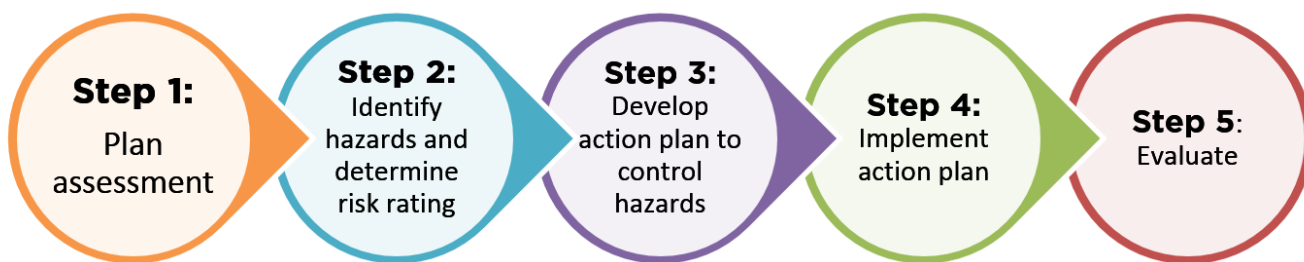 Step 1:
Plan
assessment
Step 2:
Identify
hazards and
determine
risk rating
Step 3:
Develop
action plan to
control
hazards
Step 4:
Implement
action plan
Step 5:
Evaluate